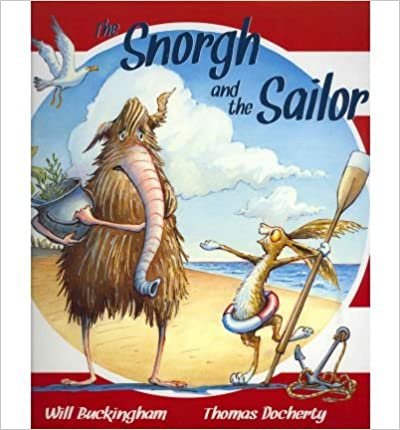 The Snorgh
and the Sailor
Will Buckingham Thomas Docherty